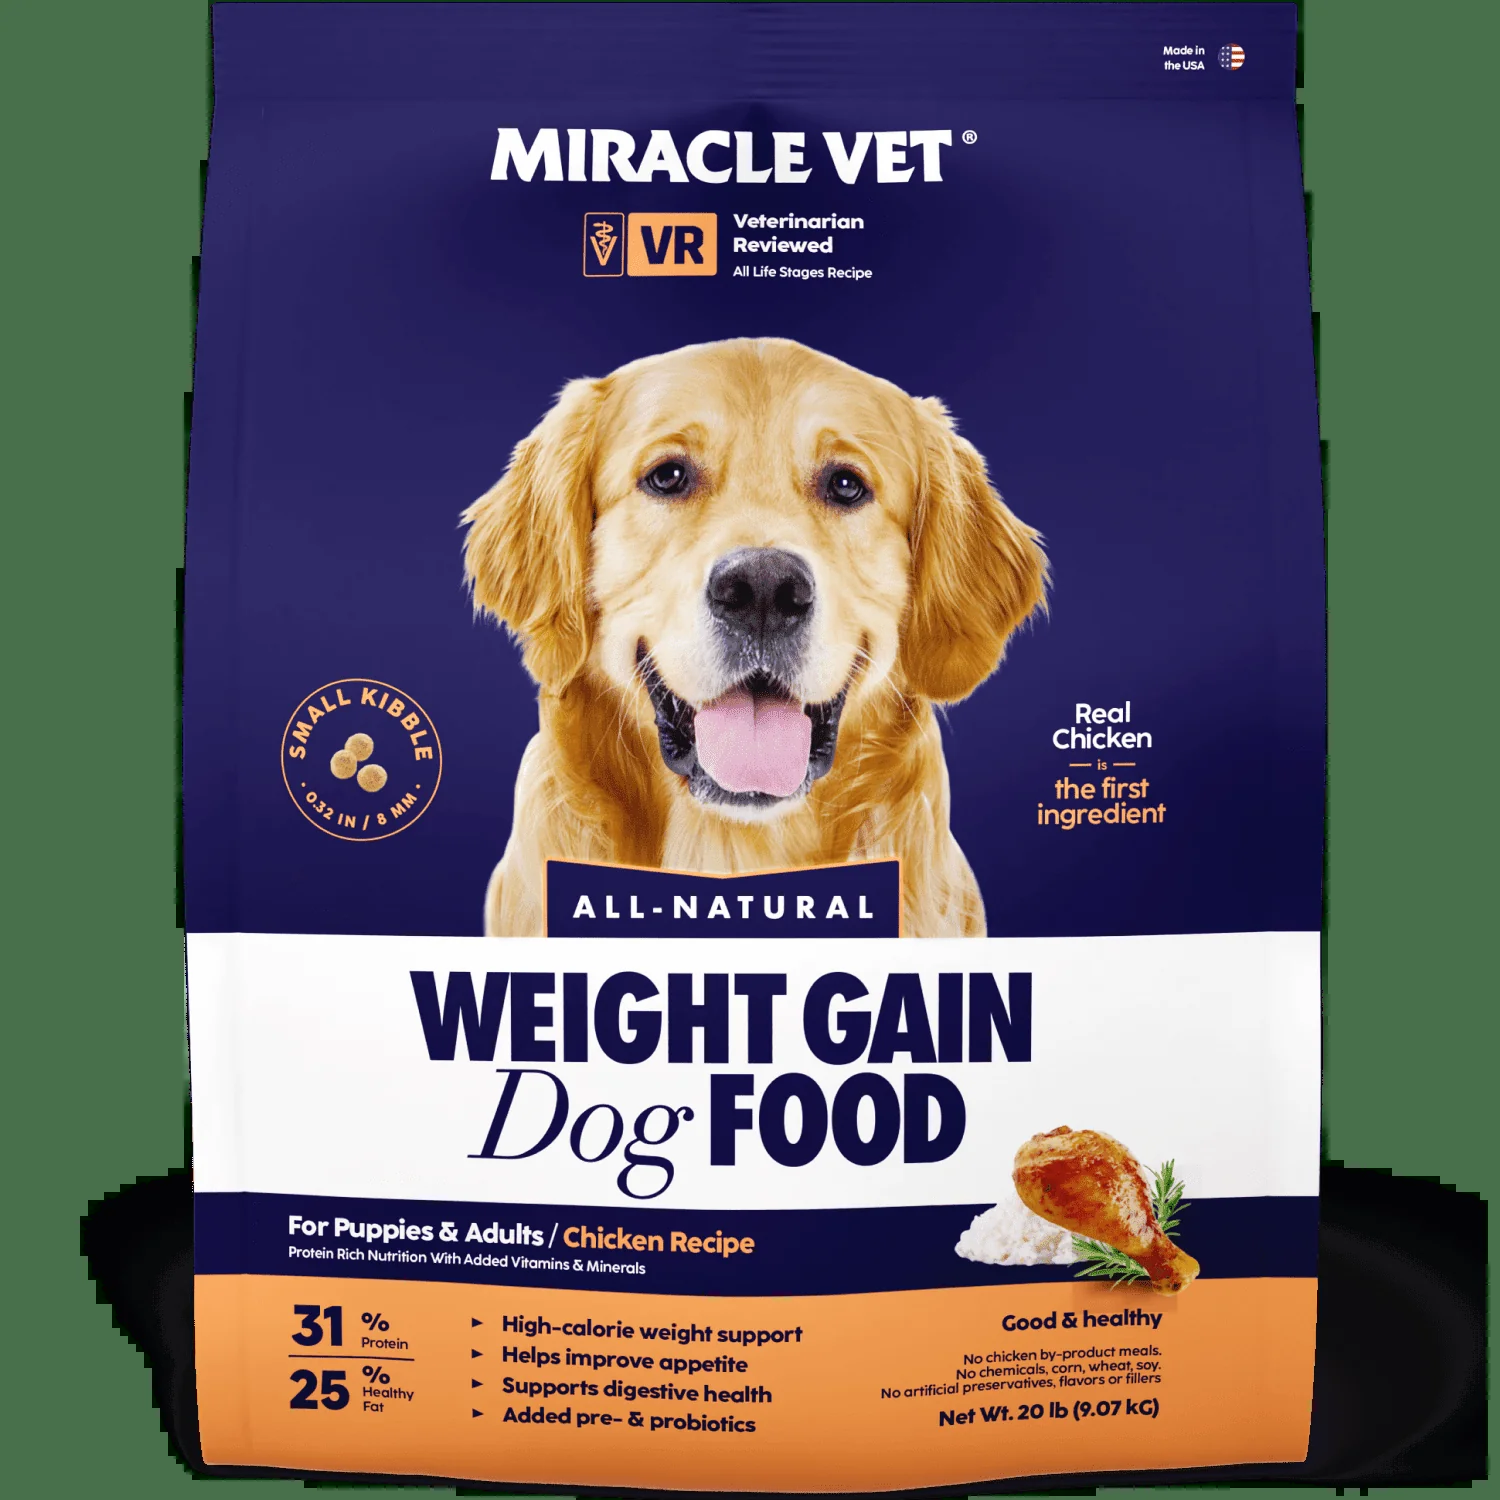 Made in
the USA
MIRACLE VET®
VR
Veterinarian
Reviewed
All Life Stages Recipe
SMALL KIBBLE
0.32 IN / 8 MM
Real
Chicken
is
the first
ingredient
ALL-NATURAL
WEIGHT GAIN
Dog FOOD
For Puppies & Adults / Chicken Recipe
Protein Rich Nutrition With Added Vitamins & Minerals
31 % Protein
25 % Healthy Fat
High-calorie weight support
Helps improve appetite
Supports digestive health
Added pre- & probiotics
Good & healthy
No chicken by-product meals.
No chemicals, corn, wheat, soy.
No artificial preservatives, flavors or fillers
Net Wt. 20 lb (9.07 kG)